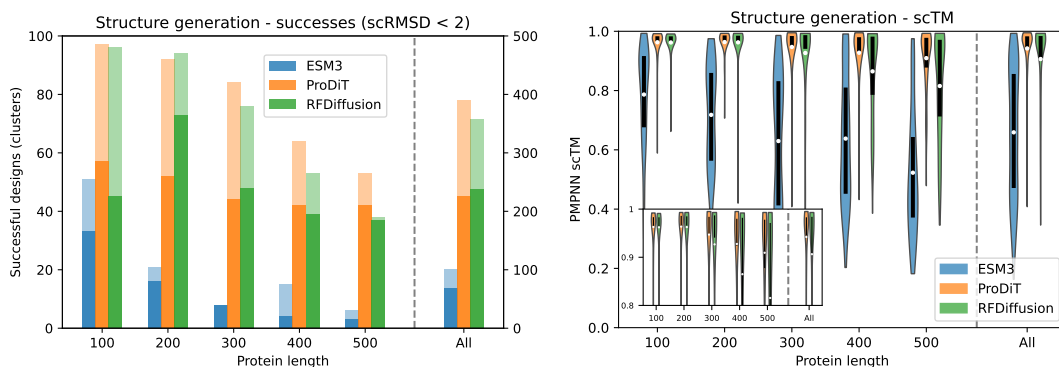 Structure generation - successes (scRMSD < 2)
Successful designs (clusters)
100
80
60
40
20
0
500
400
300
200
100
0
ESM3
ProDiT
RFDiffusion
100 200 300 400 500 All
Protein length
Structure generation - scTM
PMPNN scTM
1.0
0.8
0.6
0.4
0.2
0.0
1
0.9
0.8
100 200 300 400 500 All
ESM3
ProDiT
RFDiffusion
100 200 300 400 500 All
Protein length